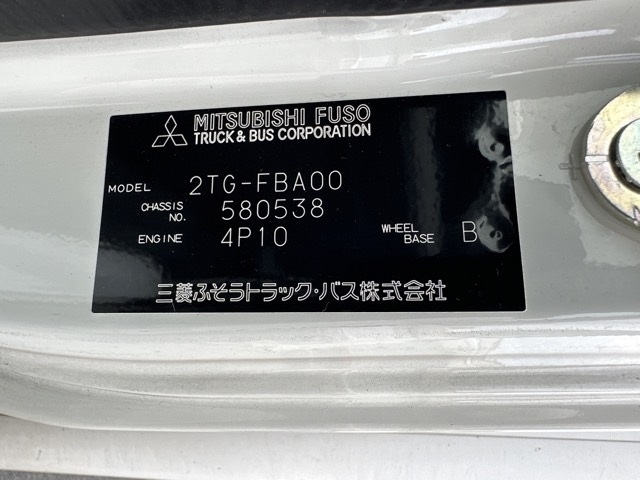 MITSUBISHI FUSO
TRUCK & BUS CORPORATION
MODEL 2TG-FBA00
CHASSIS NO. 580538
ENGINE 4P10 WHEEL BASE B
三菱ふそうトラック・バス株式会社